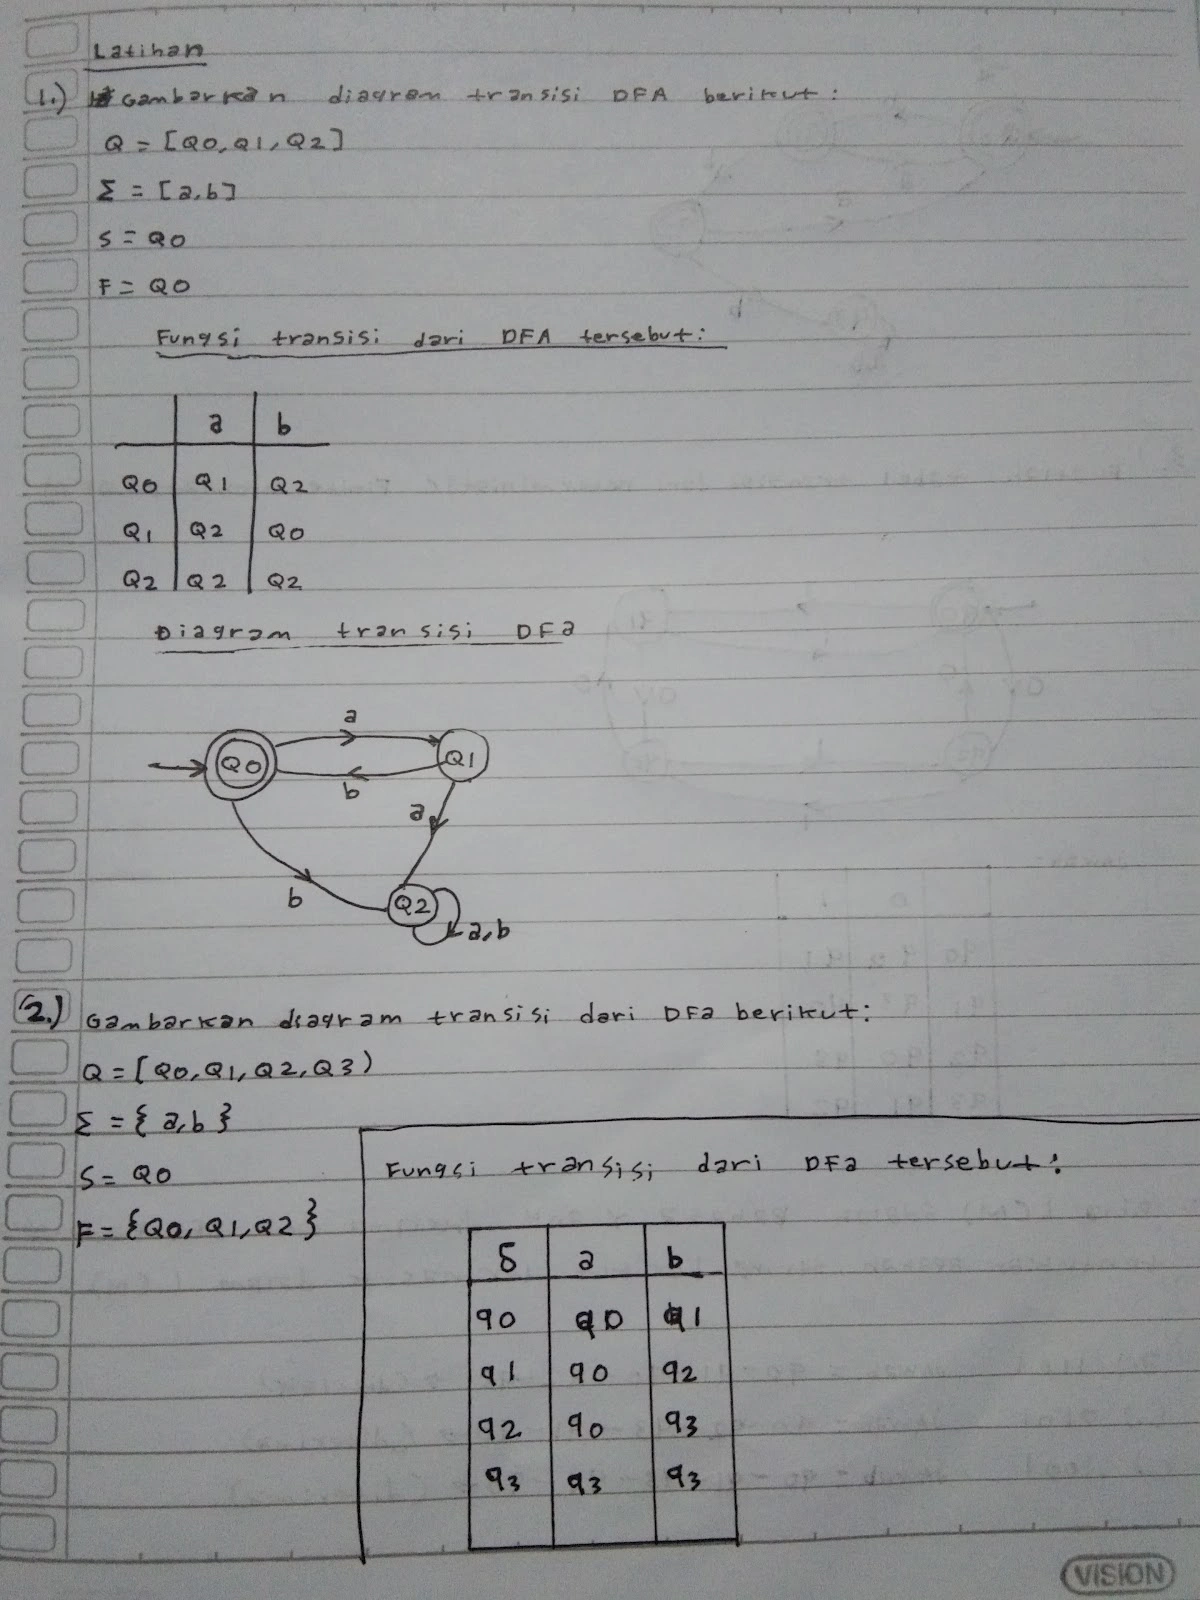 Latihan
1.) Gambarkan diagram transisi DFA berikut:
Q = [Q0, Q1, Q2]
Σ = [a,b]
S = Q0
F = Q0
Fungsi transisi dari DFA tersebut:
a b
Q0 Q1 Q2
Q1 Q2 Q0
Q2 Q2 Q2
Diagram transisi DFa
a
Q0 Q1
b
a
b
Q2
a,b
2.) Gambarkan diagram transisi dari DFa berikut:
Q = [Q0, Q1, Q2, Q3)
Σ = { a,b }
S = Q0
F = {Q0, Q1, Q2}
Fungsi transisi dari DFa tersebut:
δ a b
q0 q0 q1
q1 q0 q2
q2 q0 q3
q3 q3 q3
VISION